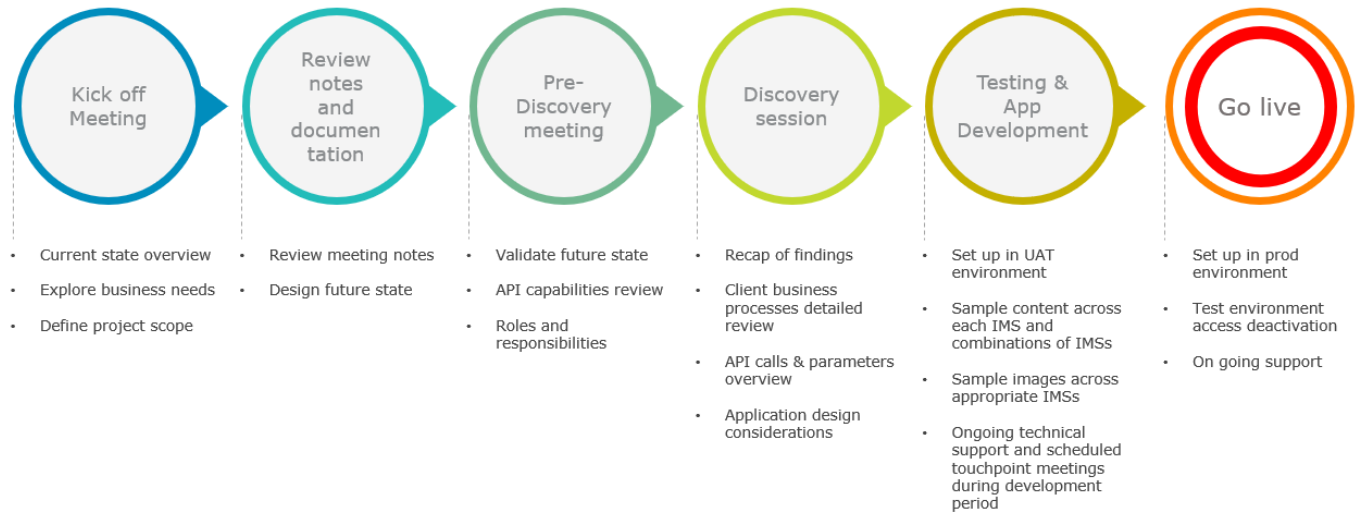 Kick off
Meeting
Review
notes
and
documen
tation
Pre-
Discovery
meeting
Discovery
session
Testing &
App
Development
Go live
• Current state overview
• Explore business needs
• Define project scope
• Review meeting notes
• Design future state
• Validate future state
• API capabilities review
• Roles and
responsibilities
• Recap of findings
• Client business
processes detailed
review
• API calls & parameters
overview
• Application design
considerations
• Set up in UAT
environment
• Sample content across
each IMS and
combinations of IMSs
• Sample images across
appropriate IMSs
• Ongoing technical
support and scheduled
touchpoint meetings
during development
period
• Set up in prod
environment
• Test environment
access deactivation
• On going support